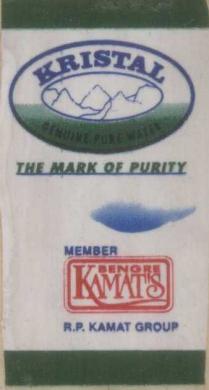 KRISTAL
GENUINE PURE WATER
THE MARK OF PURITY
MEMBER
BENGRE
KAMAT'S
R.P. KAMAT GROUP